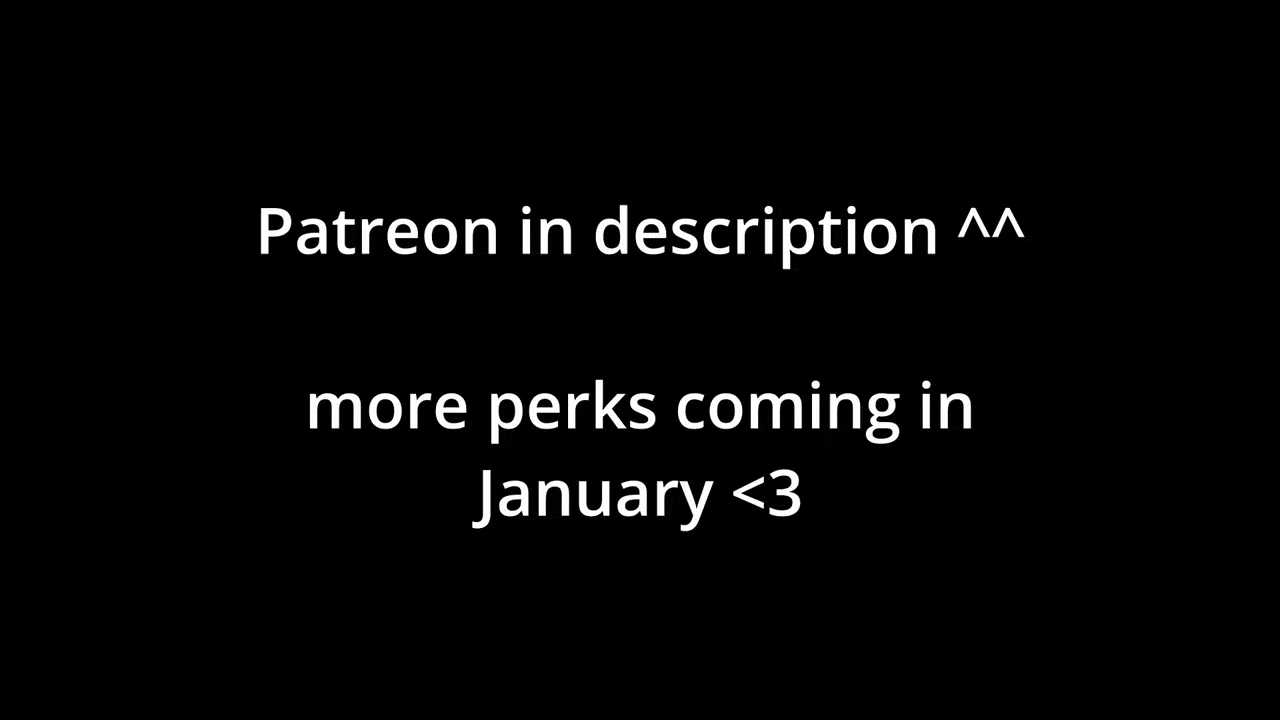 Patreon in description ^^
more perks coming in
January <3